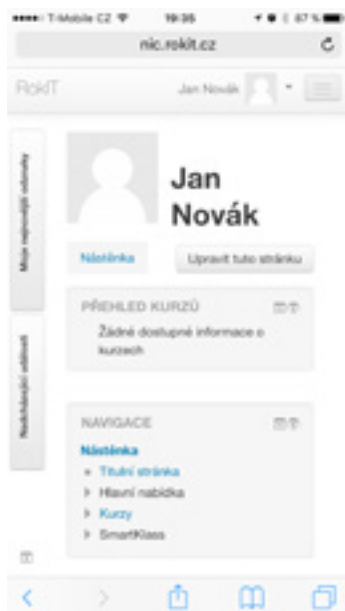 T-Mobile CZ 19:35 87 %
nic.rokit.cz
RokIT Jan Novák
Moje nejnovější odznaky
Nadcházející události
Jan
Novák
Nástěnka Upravit tuto stránku
PŘEHLED KURZŮ
Žádné dostupné informace o
kurzech
NAVIGACE
Nástěnka
Titulní stránka
Hlavní nabídka
Kurzy
SmartKlass